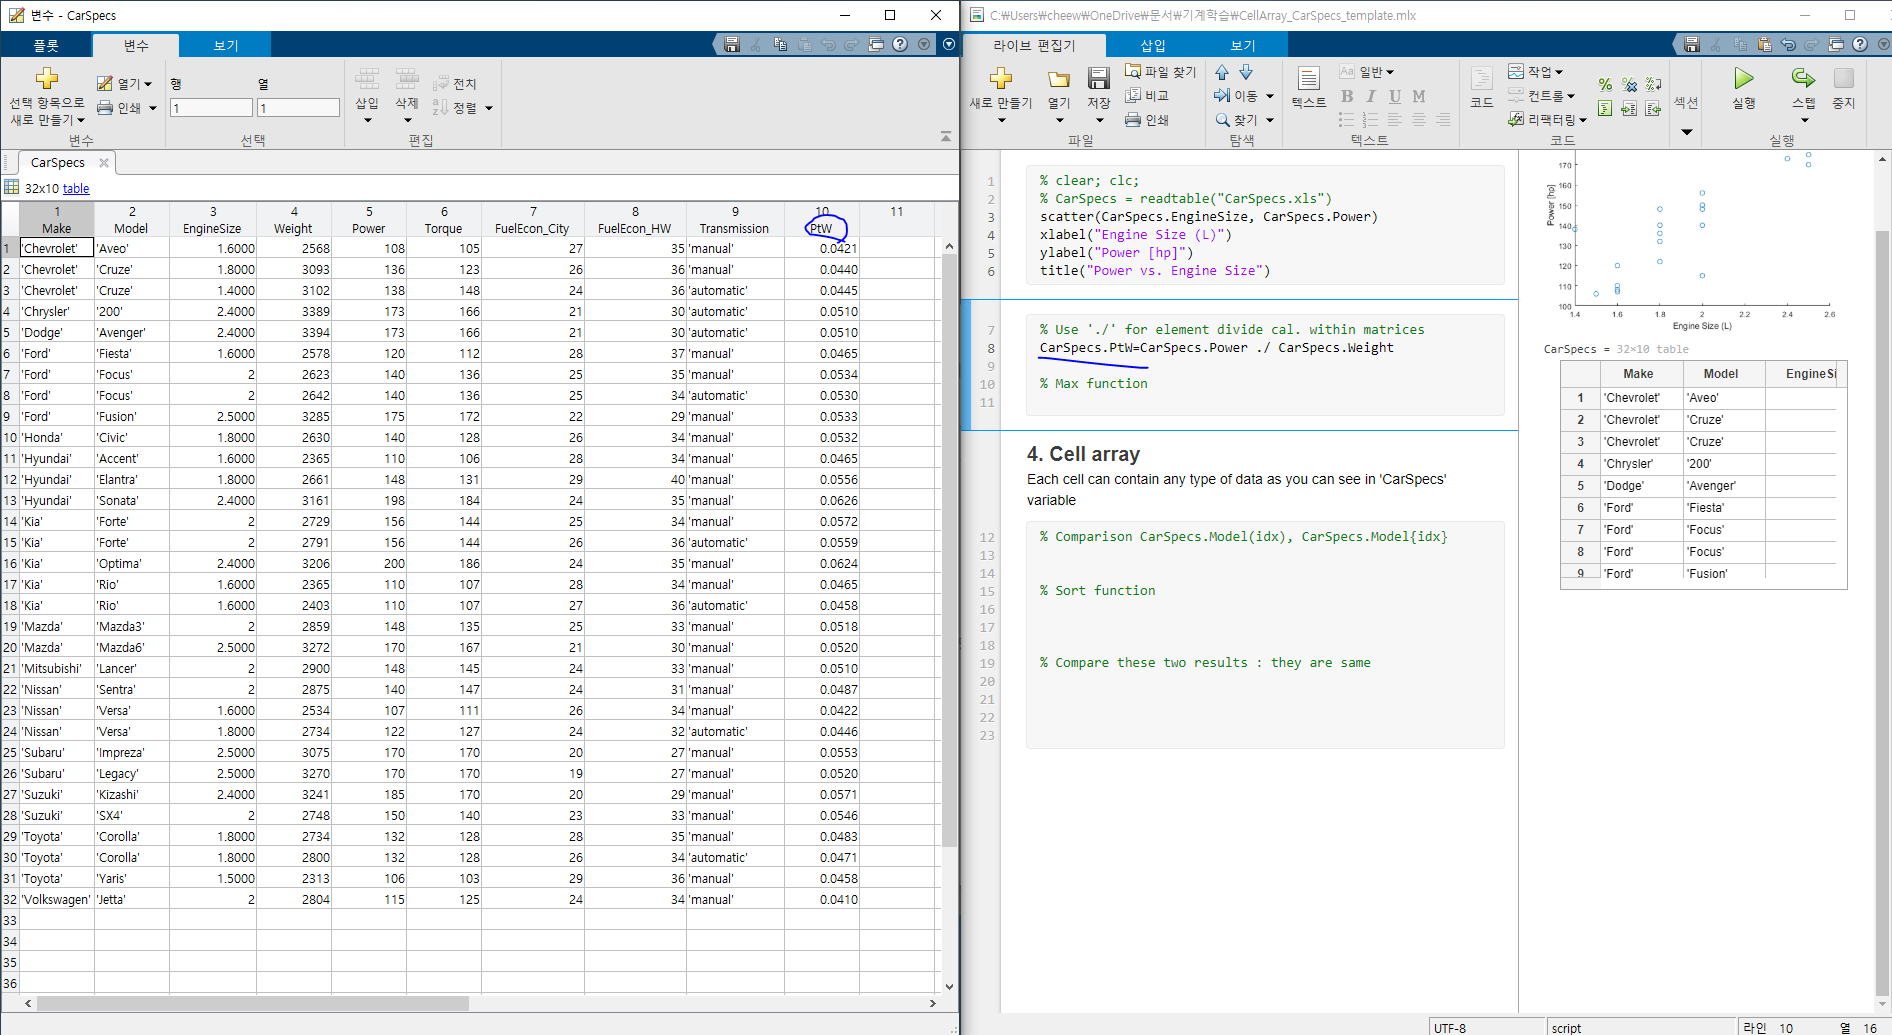 변수 - CarSpecs
플롯 변수 보기
선택 항목으로
새로 만들기
열기
인쇄
변수
행 열
1 1
선택
삽입 삭제
전치
정렬
편집
CarSpecs
32x10 table
1 2 3 4 5 6 7 8 9 10 11
Make Model EngineSize Weight Power Torque FuelEcon_City FuelEcon_HW Transmission PtW
1 'Chevrolet' 'Aveo' 1.6000 2568 108 105 27 35 'manual' 0.0421
2 'Chevrolet' 'Cruze' 1.8000 3093 136 123 26 36 'manual' 0.0440
3 'Chevrolet' 'Cruze' 1.4000 3102 138 148 24 36 'automatic' 0.0445
4 'Chrysler' '200' 2.4000 3389 173 166 21 30 'automatic' 0.0510
5 'Dodge' 'Avenger' 2.4000 3394 173 166 21 30 'automatic' 0.0510
6 'Ford' 'Fiesta' 1.6000 2578 120 112 28 37 'manual' 0.0465
7 'Ford' 'Focus' 2 2623 140 136 25 35 'manual' 0.0534
8 'Ford' 'Focus' 2 2642 140 136 25 34 'automatic' 0.0530
9 'Ford' 'Fusion' 2.5000 3285 175 172 22 29 'manual' 0.0533
10 'Honda' 'Civic' 1.8000 2630 140 128 26 34 'manual' 0.0532
11 'Hyundai' 'Accent' 1.6000 2365 110 106 28 34 'manual' 0.0465
12 'Hyundai' 'Elantra' 1.8000 2661 148 131 29 40 'manual' 0.0556
13 'Hyundai' 'Sonata' 2.4000 3161 198 184 24 35 'manual' 0.0626
14 'Kia' 'Forte' 2 2729 156 144 25 34 'manual' 0.0572
15 'Kia' 'Forte' 2 2791 156 144 26 36 'automatic' 0.0559
16 'Kia' 'Optima' 2.4000 3206 200 186 24 35 'manual' 0.0624
17 'Kia' 'Rio' 1.6000 2365 110 107 28 34 'manual' 0.0465
18 'Kia' 'Rio' 1.6000 2403 110 107 27 36 'automatic' 0.0458
19 'Mazda' 'Mazda3' 2 2859 148 135 25 33 'manual' 0.0518
20 'Mazda' 'Mazda6' 2.5000 3272 170 167 21 30 'manual' 0.0520
21 'Mitsubishi' 'Lancer' 2 2900 148 145 24 33 'manual' 0.0510
22 'Nissan' 'Sentra' 2 2875 140 147 24 31 'manual' 0.0487
23 'Nissan' 'Versa' 1.6000 2534 107 111 26 34 'manual' 0.0422
24 'Nissan' 'Versa' 1.8000 2734 122 127 24 32 'automatic' 0.0446
25 'Subaru' 'Impreza' 2.5000 3075 170 170 20 27 'manual' 0.0553
26 'Subaru' 'Legacy' 2.5000 3270 170 170 19 27 'manual' 0.0520
27 'Suzuki' 'Kizashi' 2.4000 3241 185 170 20 29 'manual' 0.0571
28 'Suzuki' 'SX4' 2 2748 150 140 23 33 'manual' 0.0546
29 'Toyota' 'Corolla' 1.8000 2734 132 128 28 35 'manual' 0.0483
30 'Toyota' 'Corolla' 1.8000 2800 132 128 26 34 'automatic' 0.0471
31 'Toyota' 'Yaris' 1.5000 2313 106 103 29 36 'manual' 0.0458
32 'Volkswagen' 'Jetta' 2 2804 115 125 24 34 'manual' 0.0410
33
34
35
36
C:₩Users₩cheew₩OneDrive₩문서₩기계학습₩CellArray_CarSpecs_template.mlx
라이브 편집기 삽입 보기
새로 만들기 열기 저장
파일 찾기
비교
인쇄
파일
이동
찾기
탐색
텍스트
Aa 일반
B I U M
텍스트
코드
작업
컨트롤
리팩터링
코드
섹션
실행 스텝 중지
실행
1 % clear; clc;
2 % CarSpecs = readtable("CarSpecs.xls")
3 scatter(CarSpecs.EngineSize, CarSpecs.Power)
4 xlabel("Engine Size (L)")
5 ylabel("Power [hp]")
6 title("Power vs. Engine Size")
7 % Use './' for element divide cal. within matrices
8 CarSpecs.PtW=CarSpecs.Power ./ CarSpecs.Weight
9
10 % Max function
11
4. Cell array
Each cell can contain any type of data as you can see in 'CarSpecs'
variable
12 % Comparison CarSpecs.Model(idx), CarSpecs.Model{idx}
13
14
15 % Sort function
16
17
18
19 % Compare these two results : they are same
20
21
22
23
170
160
150
140
130
120
110
100
Power [hp]
1.4 1.6 1.8 2 2.2 2.4 2.6
Engine Size (L)
CarSpecs = 32×10 table
Make Model EngineSi
1 'Chevrolet' 'Aveo'
2 'Chevrolet' 'Cruze'
3 'Chevrolet' 'Cruze'
4 'Chrysler' '200'
5 'Dodge' 'Avenger'
6 'Ford' 'Fiesta'
7 'Ford' 'Focus'
8 'Ford' 'Focus'
9 'Ford' 'Fusion'
UTF-8 script 라인 10 열 16